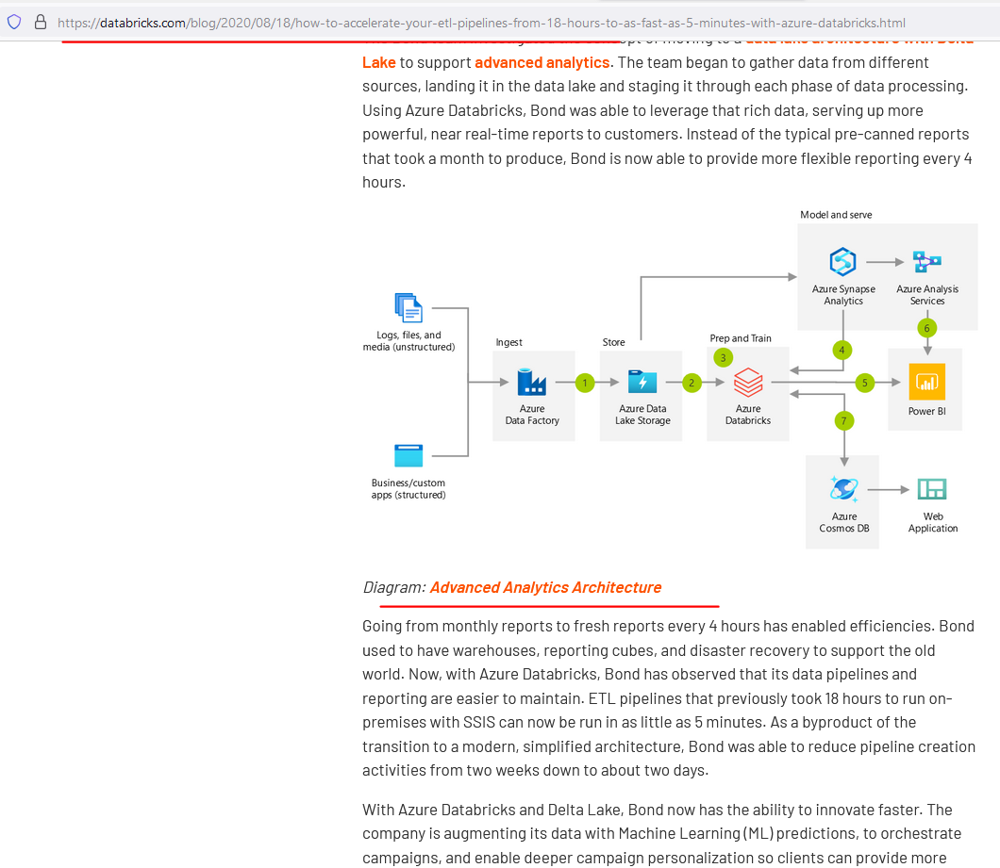 https://databricks.com/blog/2020/08/18/how-to-accelerate-your-etl-pipelines-from-18-hours-to-as-fast-as-5-minutes-with-azure-databricks.html
The Bond team investigated the concept of moving to a data lake architecture with Delta
Lake to support advanced analytics. The team began to gather data from different
sources, landing it in the data lake and staging it through each phase of data processing.
Using Azure Databricks, Bond was able to leverage that rich data, serving up more
powerful, near real-time reports to customers. Instead of the typical pre-canned reports
that took a month to produce, Bond is now able to provide more flexible reporting every 4
hours.
Model and serve
Azure Synapse
Analytics
Azure Analysis
Services
Logs, files, and
media (unstructured)
Ingest
Store
Prep and Train
3
4
6
1
2
5
Azure
Data Factory
Azure Data
Lake Storage
Azure
Databricks
Power BI
7
Business/custom
apps (structured)
Azure
Cosmos DB
Web
Application
Diagram: Advanced Analytics Architecture
Going from monthly reports to fresh reports every 4 hours has enabled efficiencies. Bond
used to have warehouses, reporting cubes, and disaster recovery to support the old
world. Now, with Azure Databricks, Bond has observed that its data pipelines and
reporting are easier to maintain. ETL pipelines that previously took 18 hours to run on-
premises with SSIS can now be run in as little as 5 minutes. As a byproduct of the
transition to a modern, simplified architecture, Bond was able to reduce pipeline creation
activities from two weeks down to about two days.
With Azure Databricks and Delta Lake, Bond now has the ability to innovate faster. The
company is augmenting its data with Machine Learning (ML) predictions, to orchestrate
campaigns, and enable deeper campaign personalization so clients can provide more